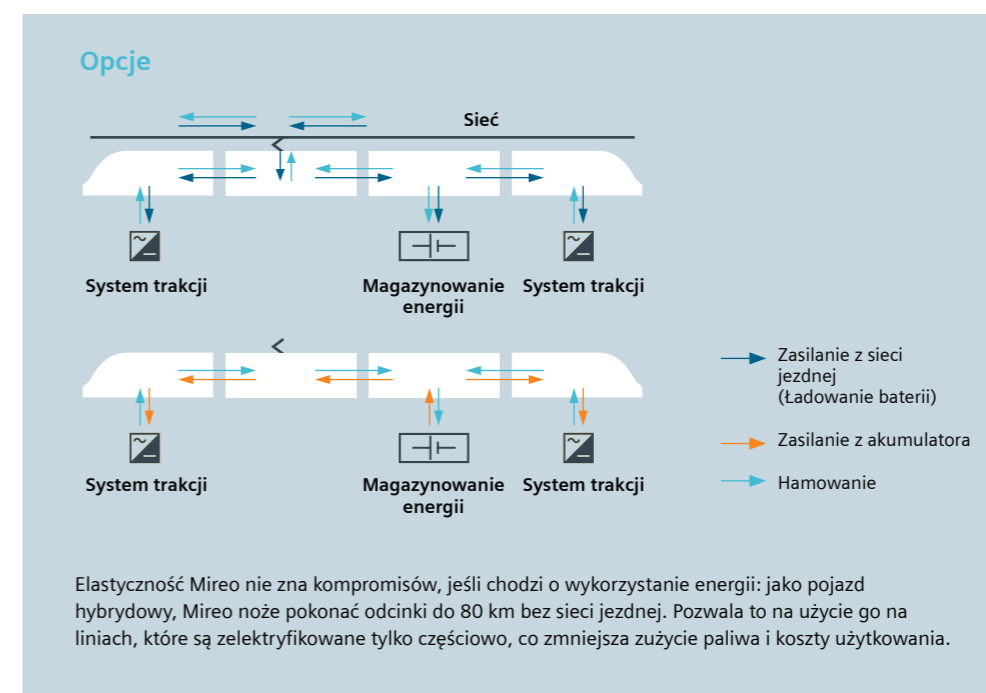 Opcje
Sieć
System trakcji
Magazynowanie
energii
System trakcji
System trakcji
Magazynowanie
energii
System trakcji
Zasilanie z sieci
jezdnej
(Ładowanie baterii)
Zasilanie z akumulatora
Hamowanie
Elastyczność Mireo nie zna kompromisów, jeśli chodzi o wykorzystanie energii: jako pojazd
hybrydowy, Mireo noże pokonać odcinki do 80 km bez sieci jezdnej. Pozwala to na użycie go na
liniach, które są zelektryfikowane tylko częściowo, co zmniejsza zużycie paliwa i koszty użytkowania.